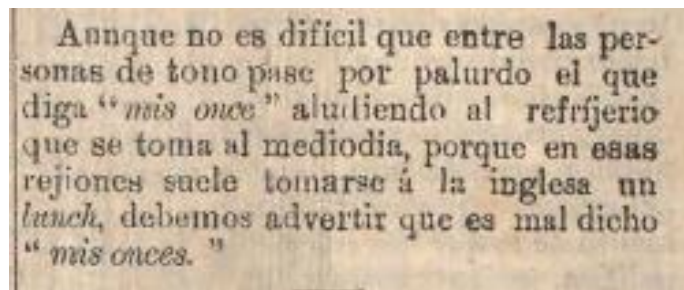 Aunque no es difícil que entre las per-
sonas de tono pase por palurdo el que
diga "mis once" aludiendo al refríjerio
que se toma al mediodia, porque en esas
rejiones suele tomarse á la inglesa un
lunch, debemos advertir que es mal dicho
"mis onces."